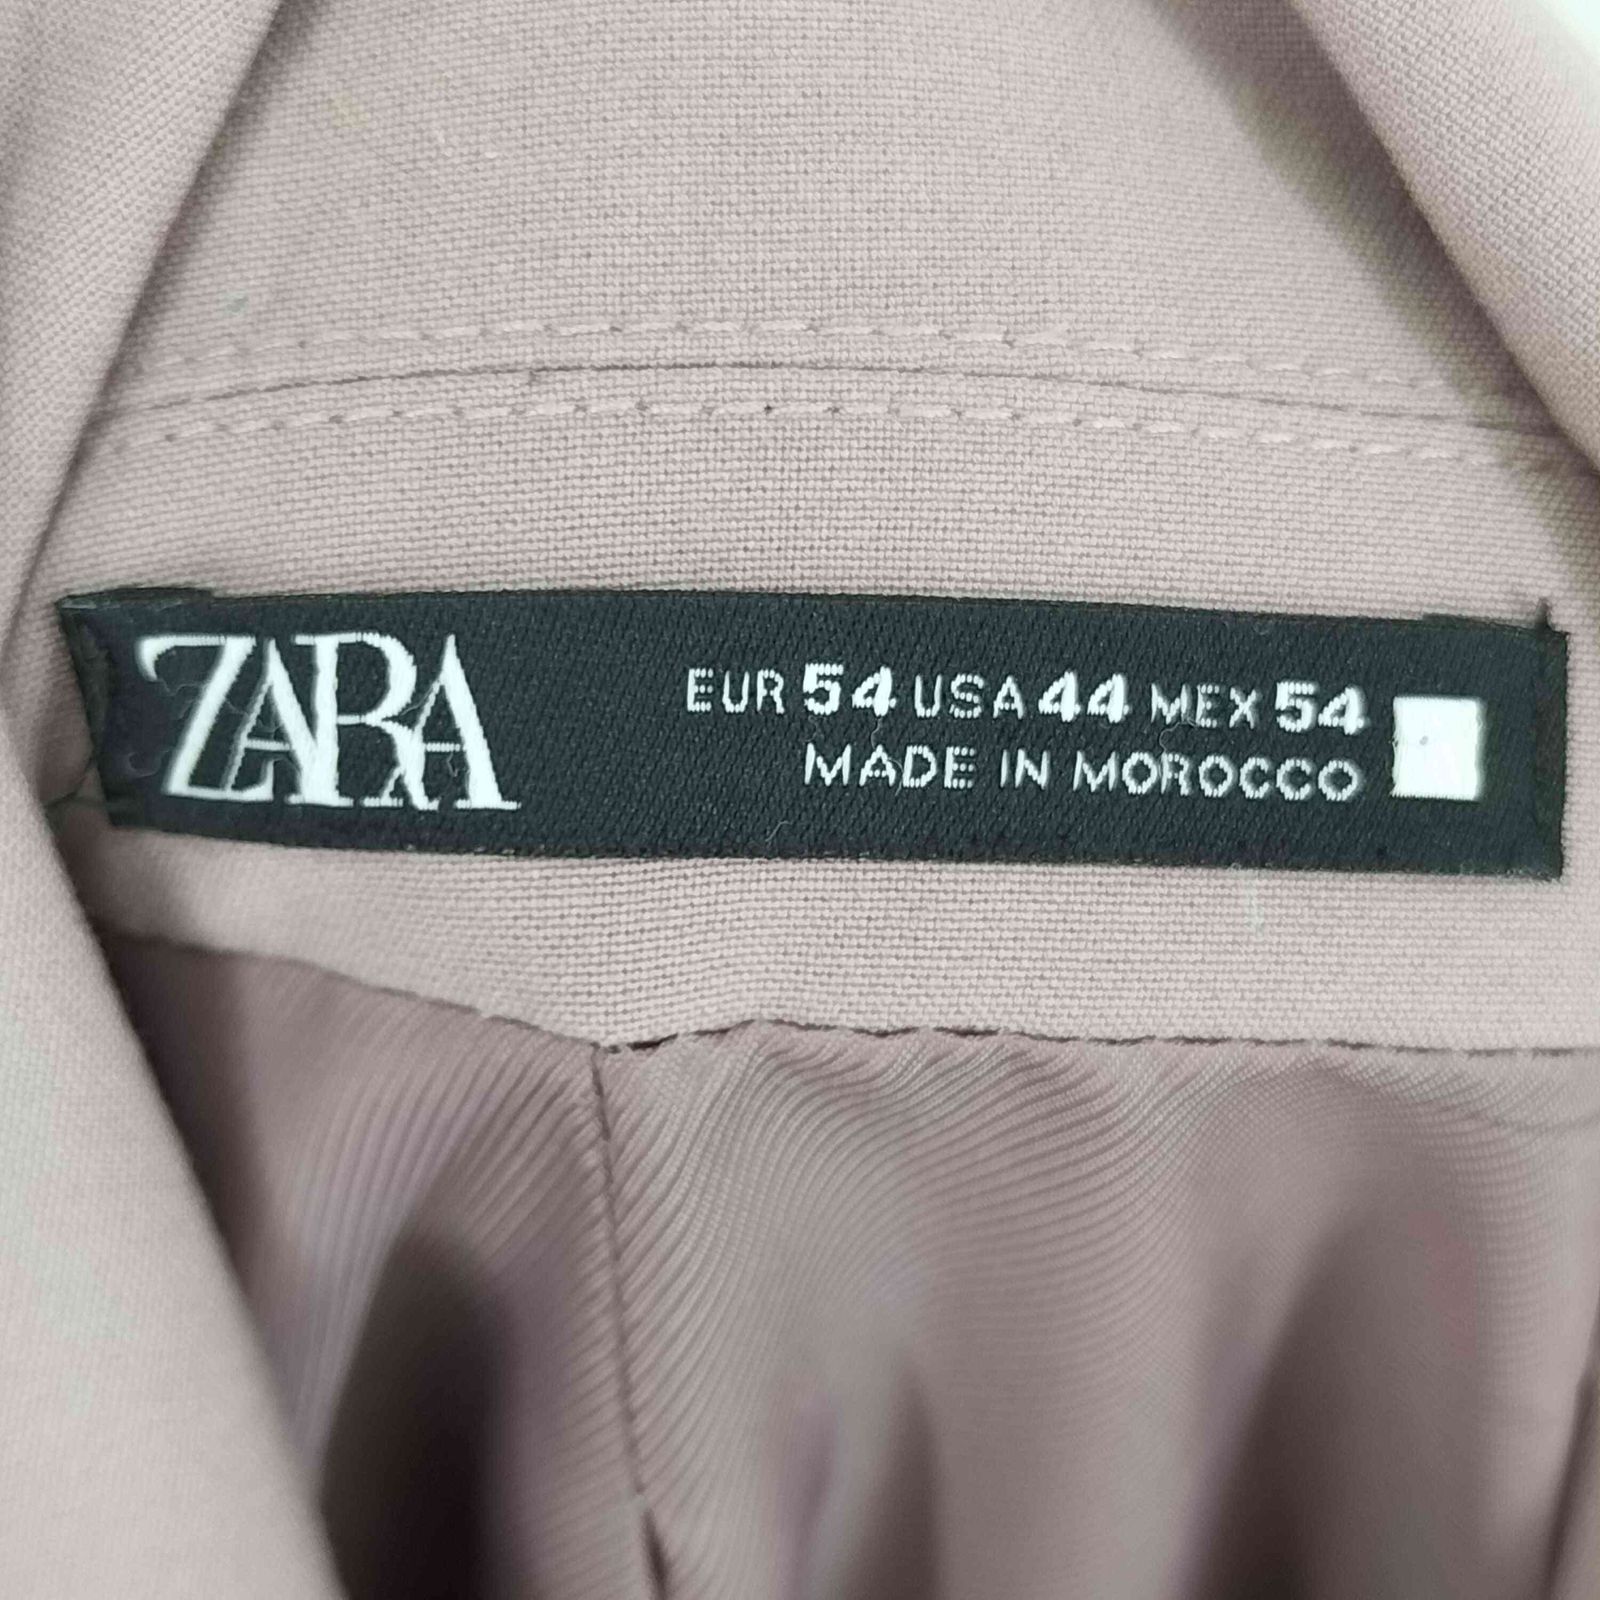 ZARA
EUR 54 USA 44 MEX 54
MADE IN MOROCCO